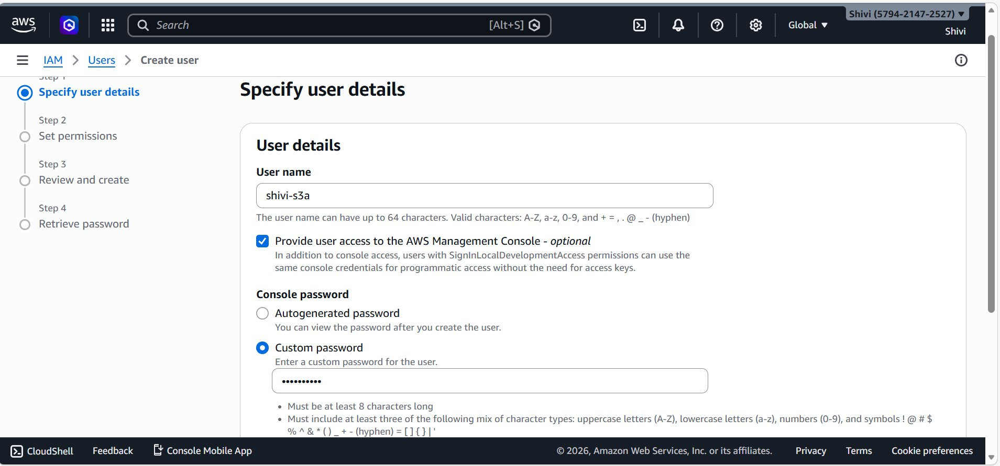 aws
Search [Alt+S]
Global
Shivi (5794-2147-2527)
Shivi
IAM Users Create user
Step 1
Specify user details
Step 2
Set permissions
Step 3
Review and create
Step 4
Retrieve password
Specify user details
User details
User name
shivi-s3a
The user name can have up to 64 characters. Valid characters: A-Z, a-z, 0-9, and + = , . @ _ - (hyphen)
Provide user access to the AWS Management Console - optional
In addition to console access, users with SignInLocalDevelopmentAccess permissions can use the
same console credentials for programmatic access without the need for access keys.
Console password
Autogenerated password
You can view the password after you create the user.
Custom password
Enter a custom password for the user.
••••••••••
• Must be at least 8 characters long
• Must include at least three of the following mix of character types: uppercase letters (A-Z), lowercase letters (a-z), numbers (0-9), and symbols ! @ # $
% ^ & * ( ) _ + - (hyphen) = [ ] { } | '
CloudShell Feedback Console Mobile App © 2026, Amazon Web Services, Inc. or its affiliates. Privacy Terms Cookie preferences